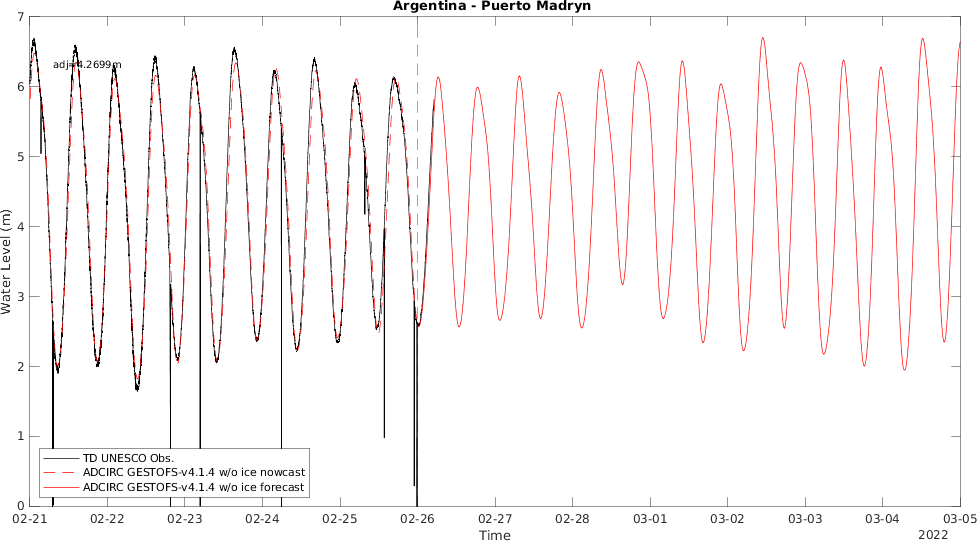 Argentina - Puerto Madryn
7
6
5
4
3
2
1
0
Water Level (m)
adj=4.2699m
TD UNESCO Obs.
ADCIRC GESTOFS-v4.1.4 w/o ice nowcast
ADCIRC GESTOFS-v4.1.4 w/o ice forecast
02-21 02-22 02-23 02-24 02-25 02-26 02-27 02-28 03-01 03-02 03-03 03-04 03-05
Time
2022